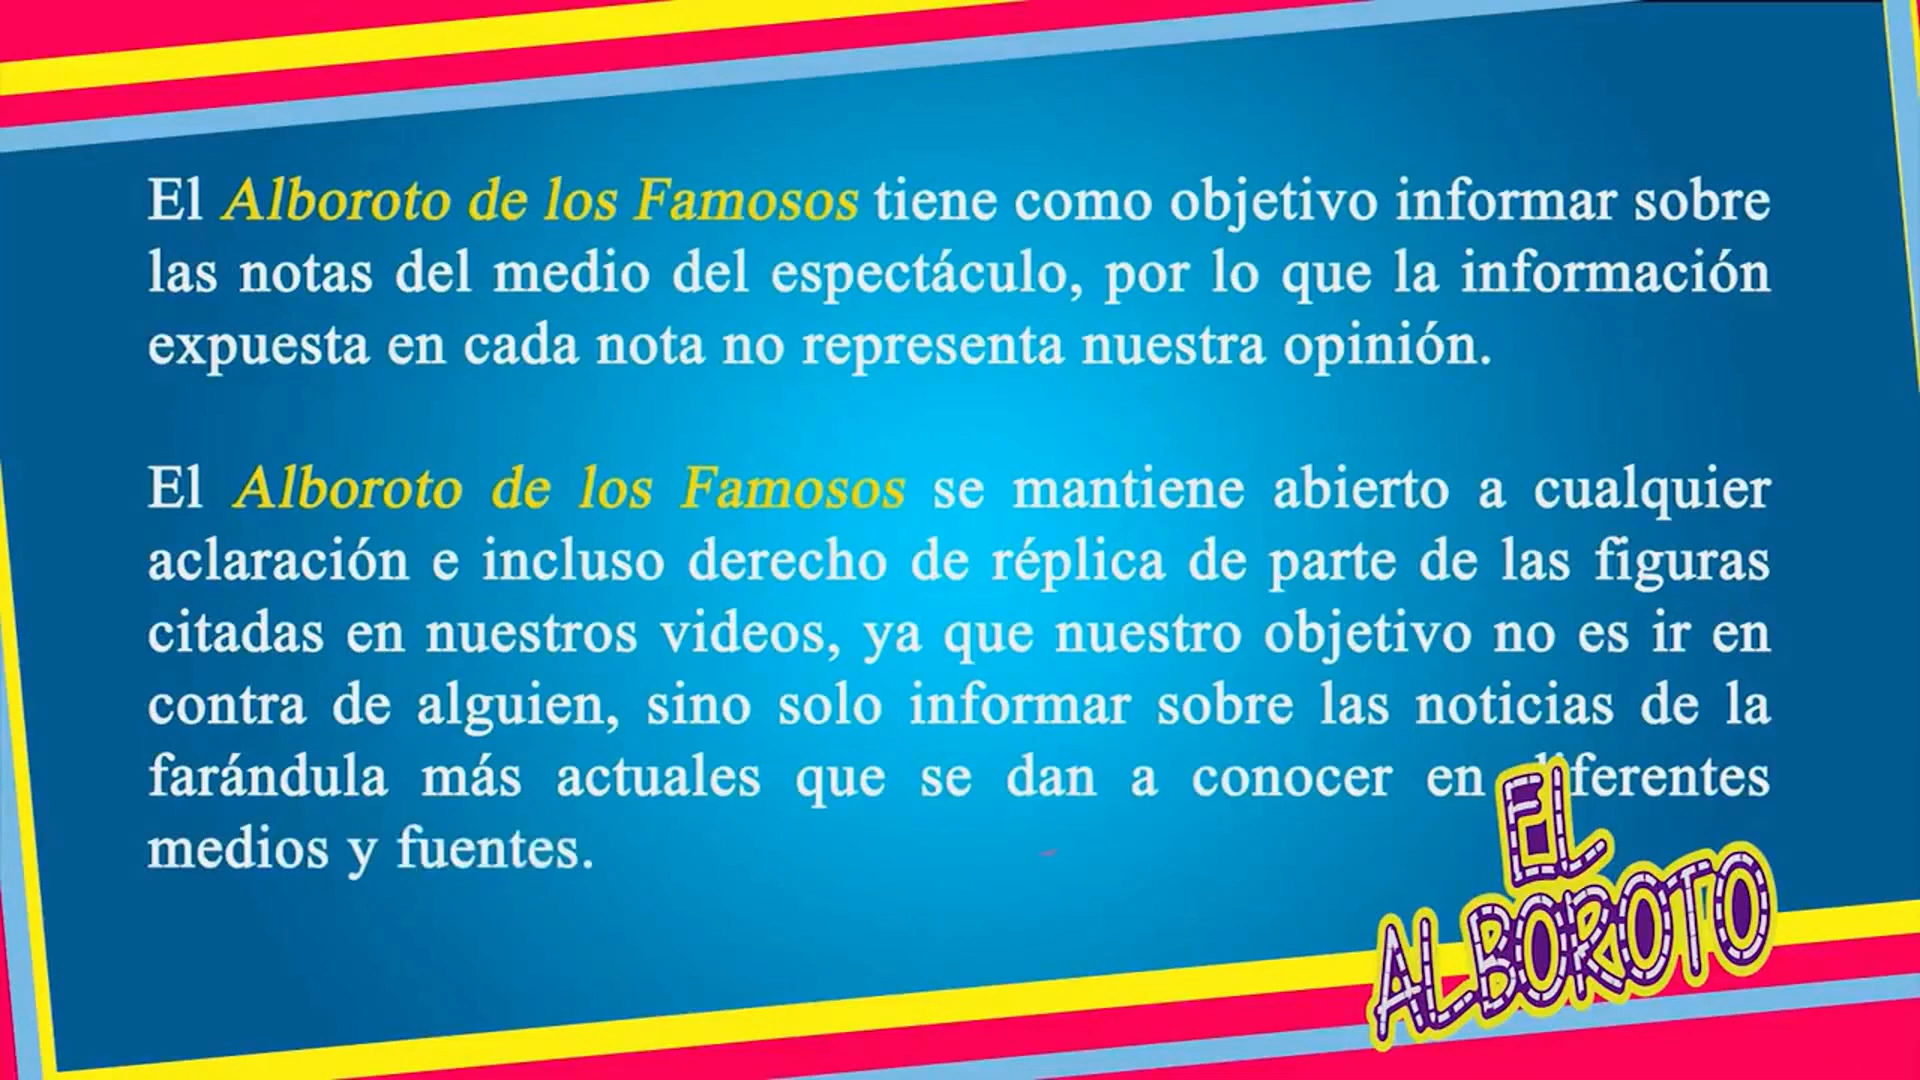 El Alboroto de los Famosos tiene como objetivo informar sobre
las notas del medio del espectáculo, por lo que la información
expuesta en cada nota no representa nuestra opinión.
El Alboroto de los Famosos se mantiene abierto a cualquier
aclaración e incluso derecho de réplica de parte de las figuras
citadas en nuestros videos, ya que nuestro objetivo no es ir en
contra de alguien, sino solo informar sobre las noticias de la
farándula más actuales que se dan a conocer en diferentes
medios y fuentes.
EL
ALBOROTO